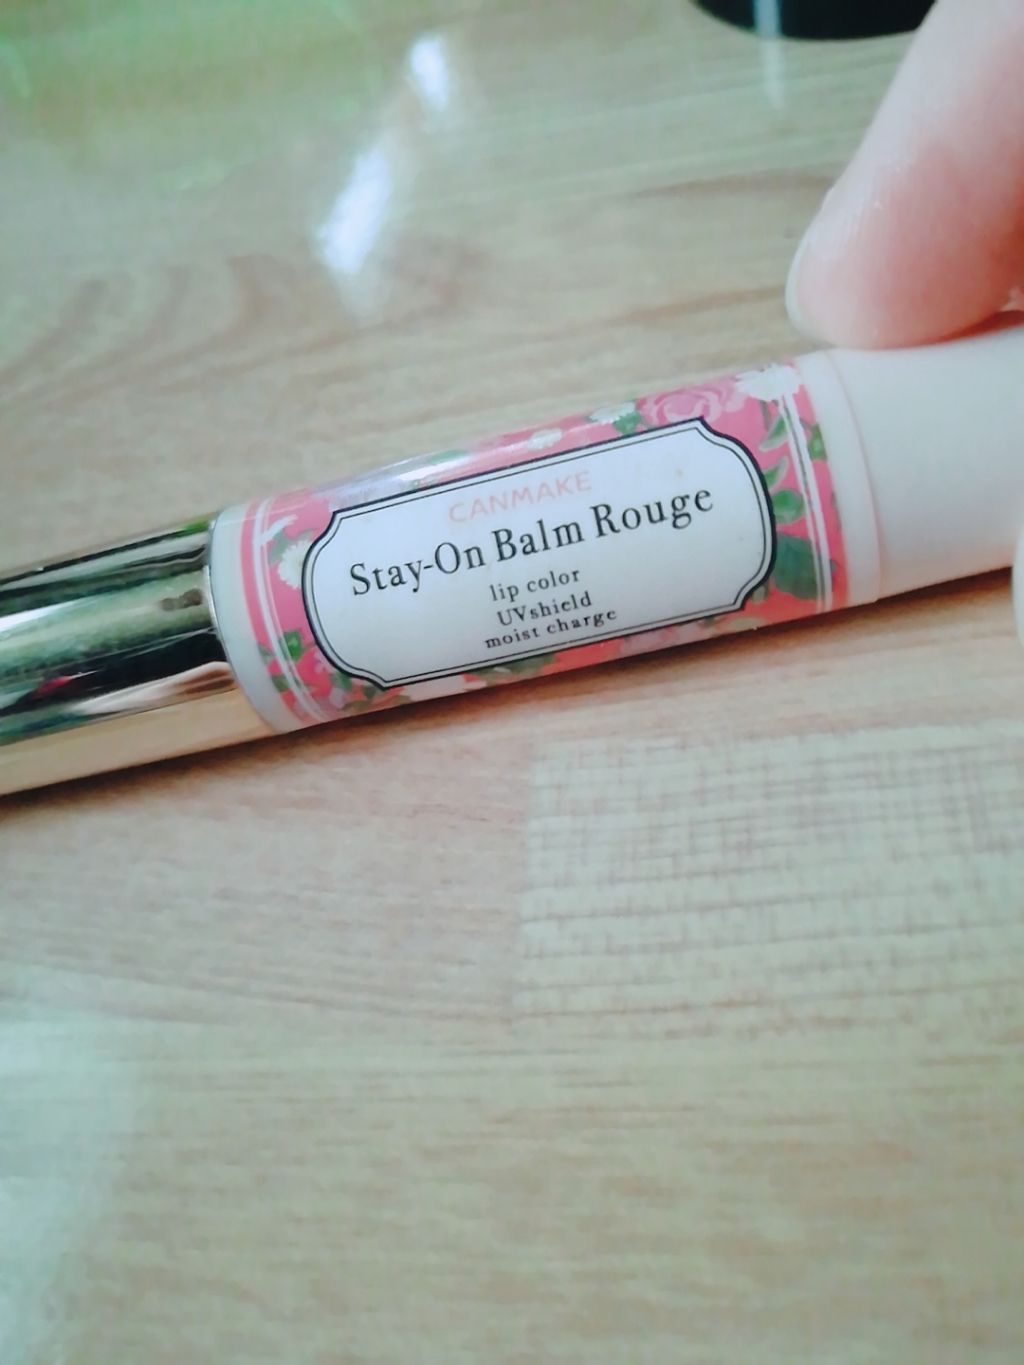 CANMAKE
Stay-On Balm Rouge
lip color
UVshield
moist charge